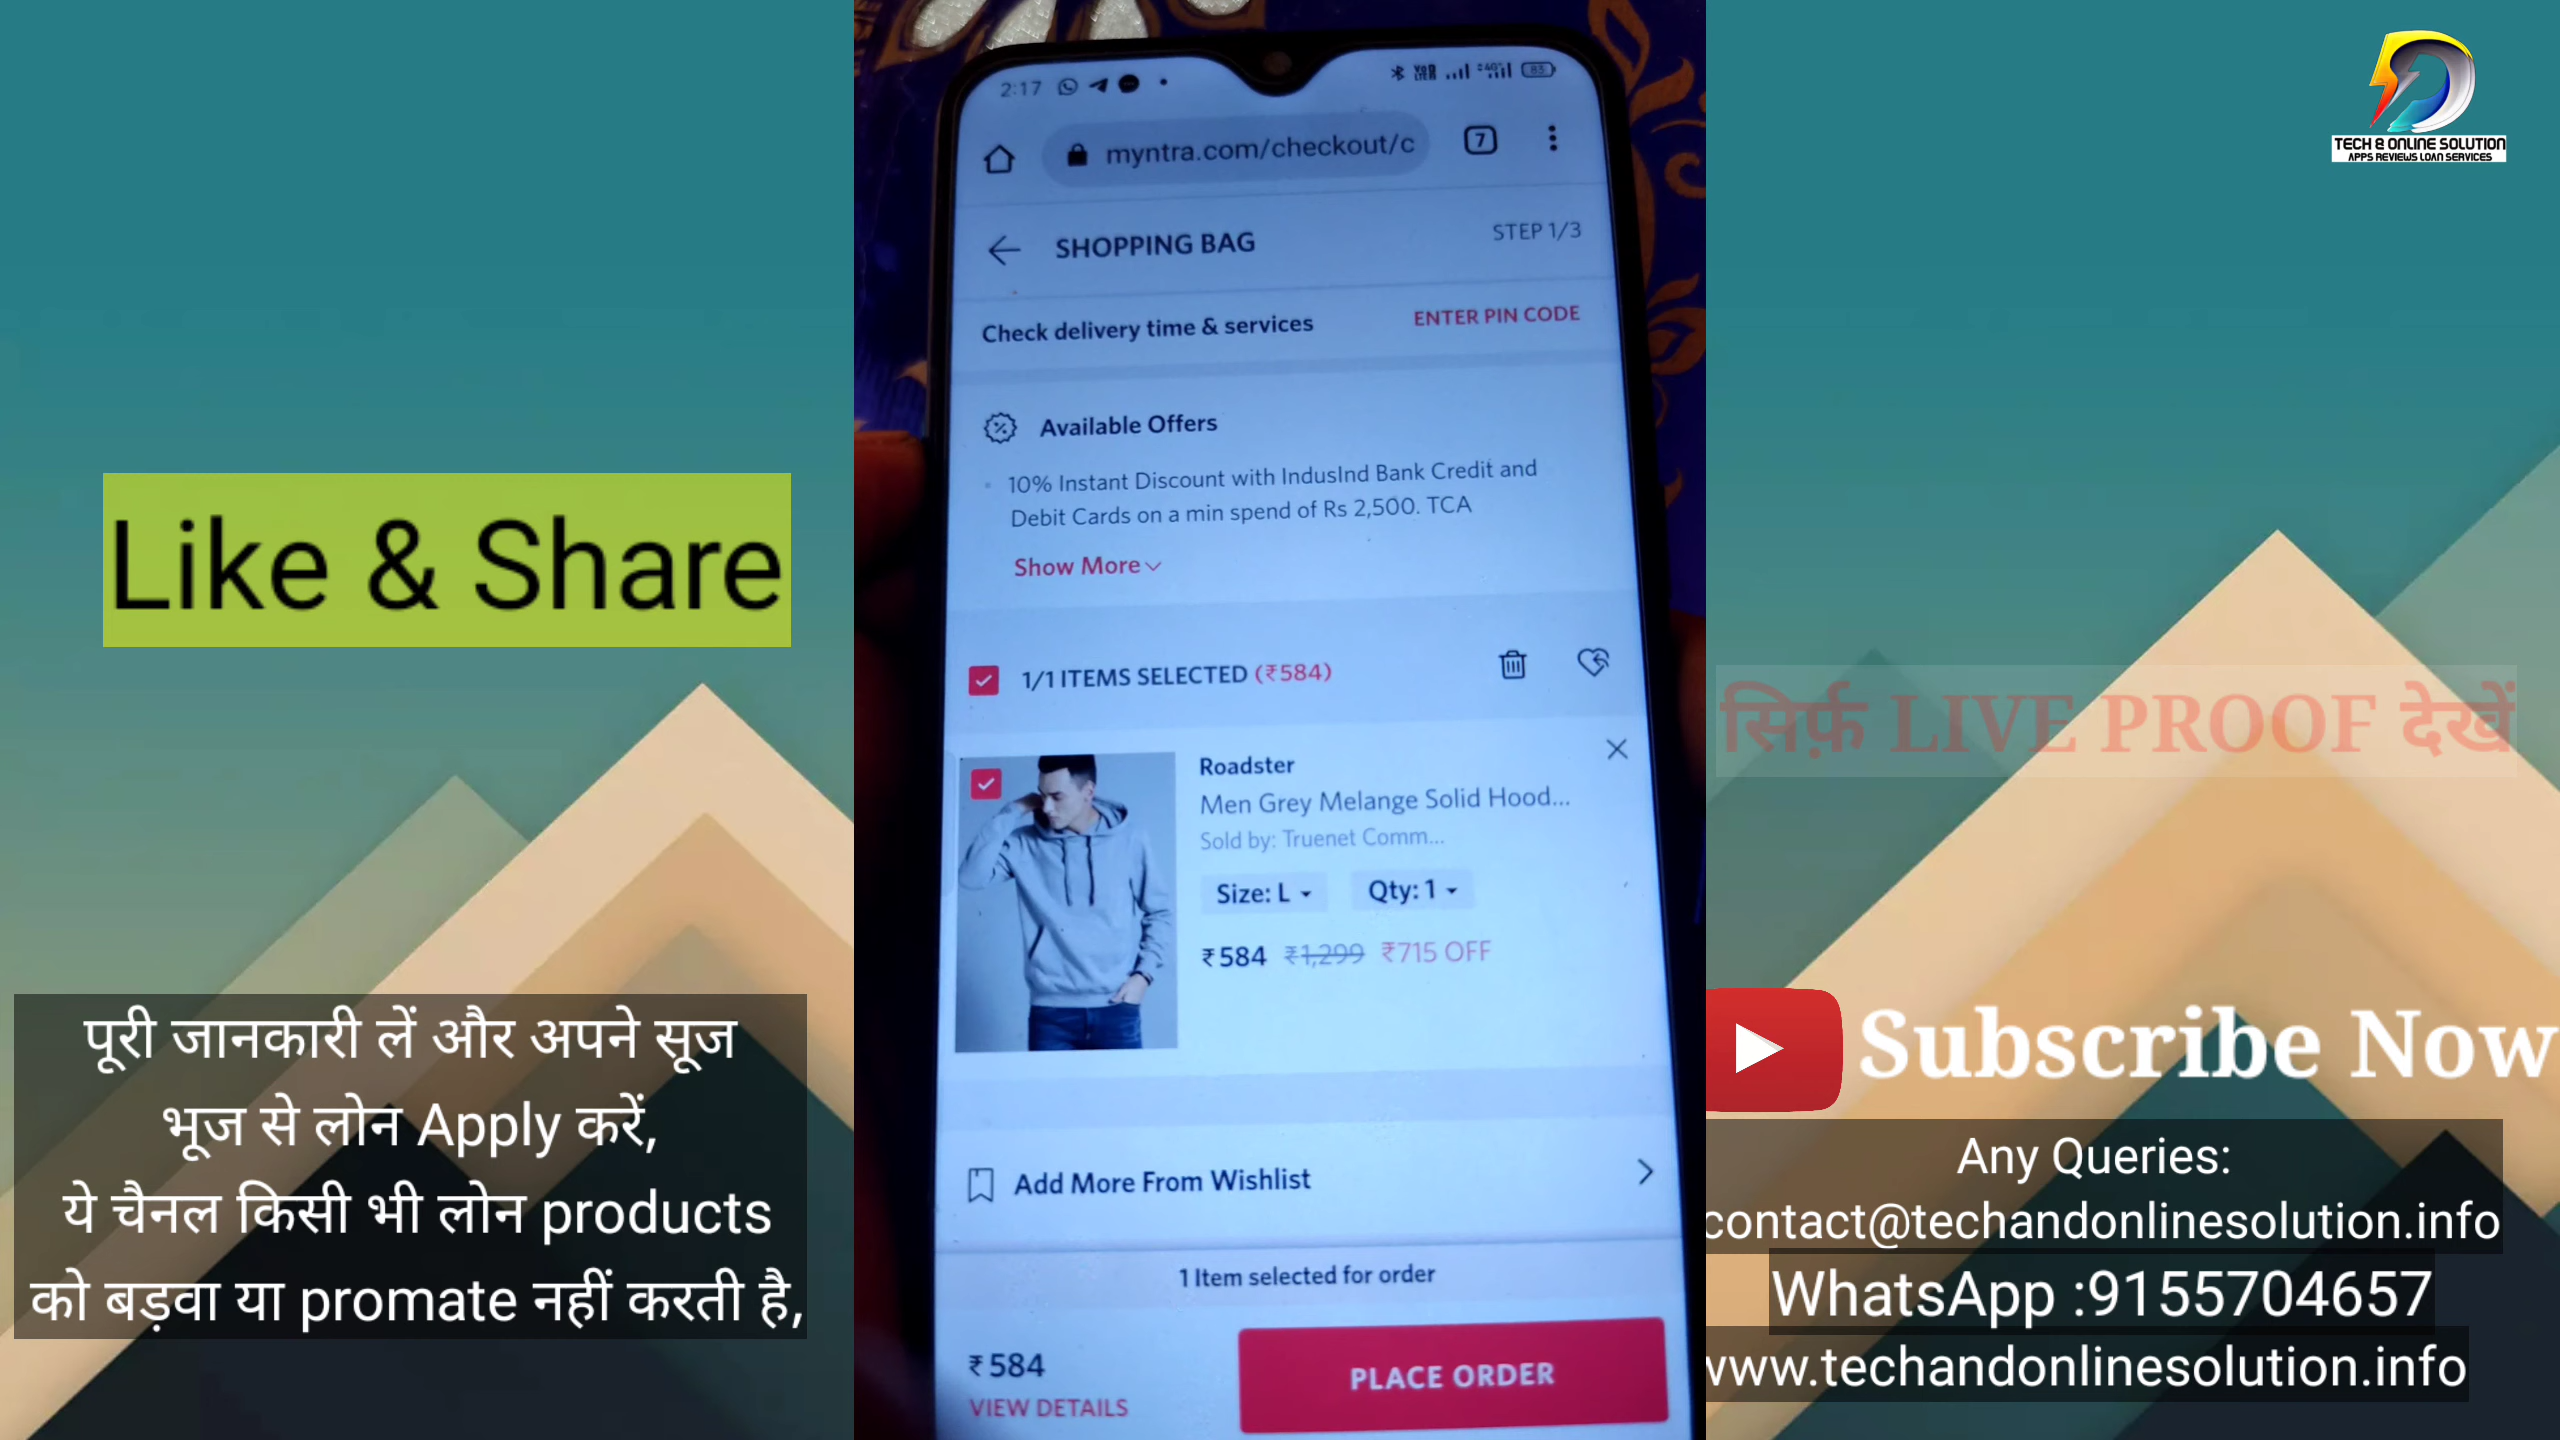 TECH & ONLINE SOLUTION
APPS REVIEWS LOAN SERVICES
Like & Share
पूरी जानकारी लें और अपने सूज
भूज से लोन Apply करें,
ये चैनल किसी भी लोन products
को बड़वा या promate नहीं करती है,
2:17
83
myntra.com/checkout/c
7
SHOPPING BAG
STEP 1/3
Check delivery time & services
ENTER PIN CODE
Available Offers
10% Instant Discount with IndusInd Bank Credit and
Debit Cards on a min spend of Rs 2,500. TCA
Show More
1/1 ITEMS SELECTED (₹584)
Roadster
Men Grey Melange Solid Hood...
Sold by: Truenet Comm...
Size: L
Qty: 1
₹584 ₹1,299 ₹715 OFF
Add More From Wishlist
1 Item selected for order
₹584
VIEW DETAILS
PLACE ORDER
सिर्फ़ LIVE PROOF देखें
Subscribe Now
Any Queries:
contact@techandonlinesolution.info
WhatsApp :9155704657
www.techandonlinesolution.info